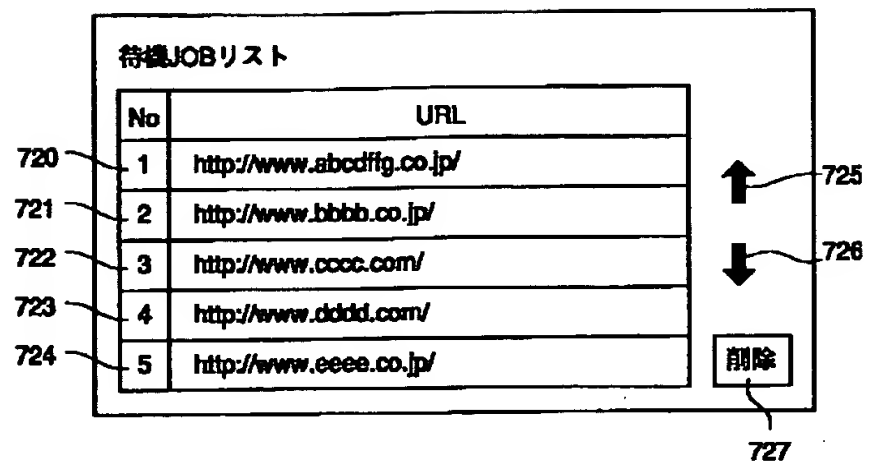 待機JOBリスト
No URL
720 1 http://www.abcdffg.co.jp/
721 2 http://www.bbbb.co.jp/
722 3 http://www.cccc.com/
723 4 http://www.dddd.com/
724 5 http://www.eeee.co.jp/
725
726
削除
727